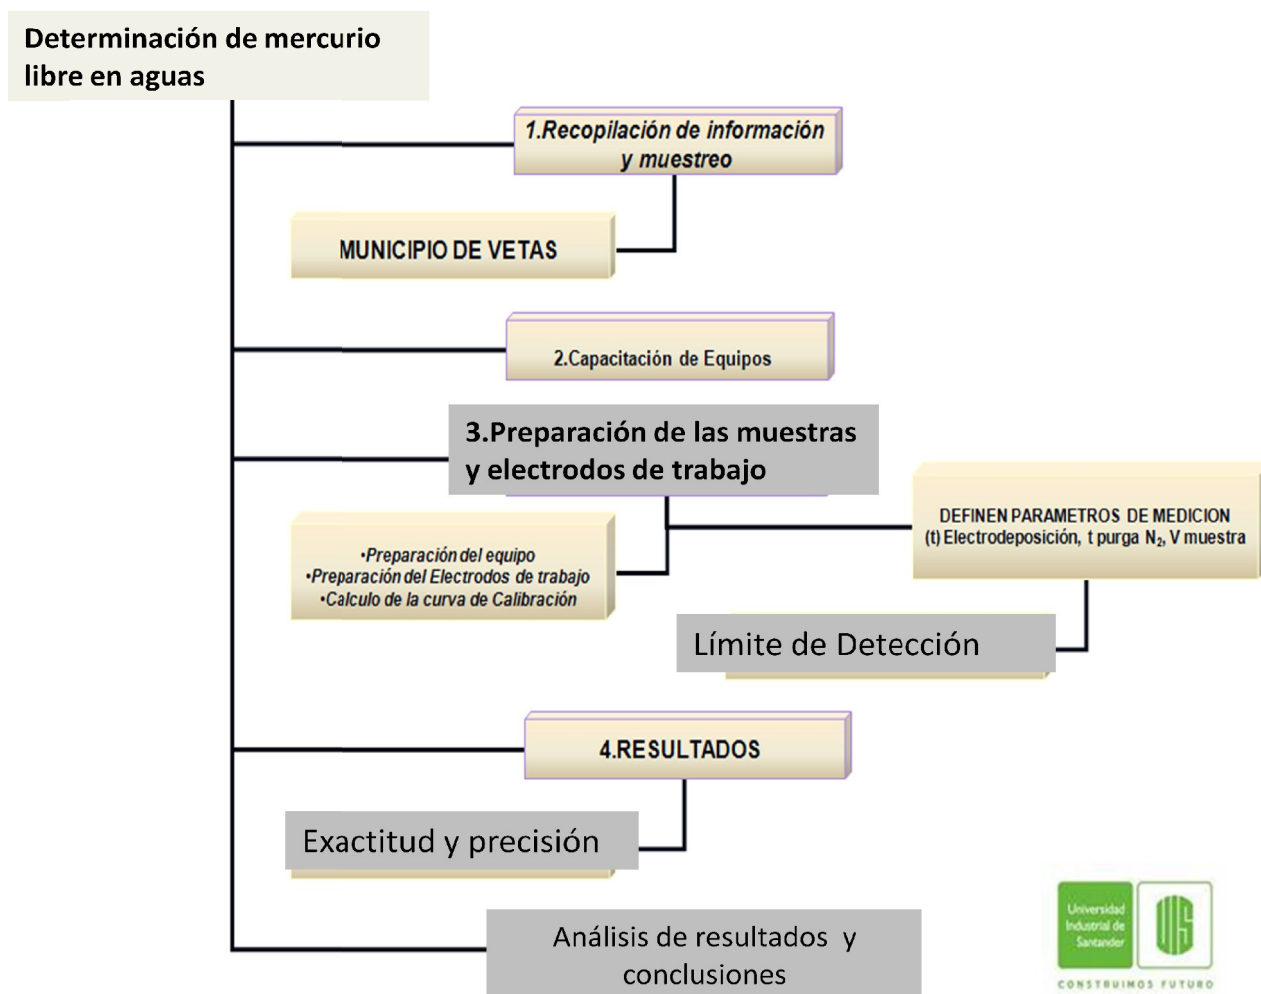 Determinación de mercurio
libre en aguas
1.Recopilación de información
y muestreo
MUNICIPIO DE VETAS
2.Capacitación de Equipos
3.Preparación de las muestras
y electrodos de trabajo
DEFINEN PARAMETROS DE MEDICION
(t) Electrodeposición, t purga N₂, V muestra
•Preparación del equipo
•Preparación del Electrodos de trabajo
•Calculo de la curva de Calibración
Límite de Detección
4.RESULTADOS
Exactitud y precisión
Análisis de resultados y
conclusiones
Universidad
Industrial de
Santander
UIS
CONSTRUIMOS FUTURO